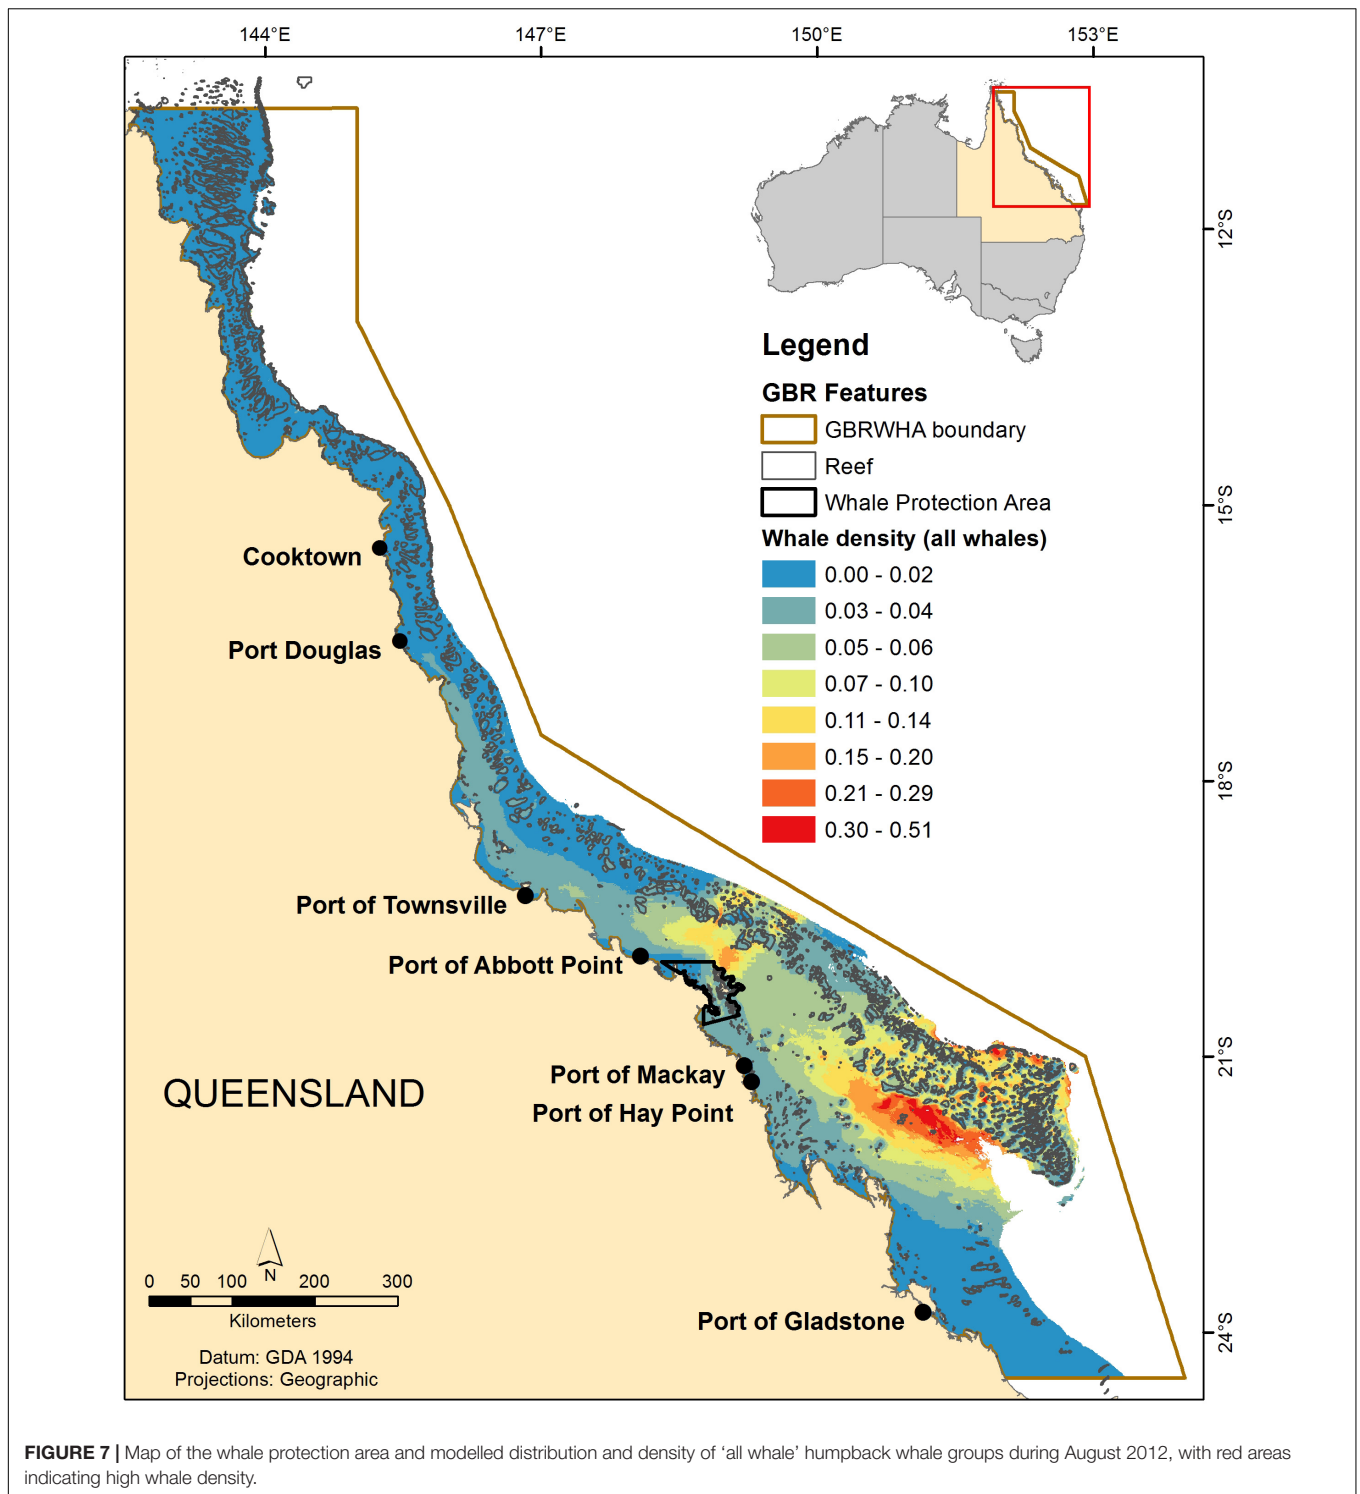 144°E 147°E 150°E 153°E
12°S
15°S
18°S
21°S
24°S
Legend
GBR Features
GBRWHA boundary
Reef
Whale Protection Area
Whale density (all whales)
0.00 - 0.02
0.03 - 0.04
0.05 - 0.06
0.07 - 0.10
0.11 - 0.14
0.15 - 0.20
0.21 - 0.29
0.30 - 0.51
Cooktown
Port Douglas
Port of Townsville
Port of Abbott Point
Port of Mackay
Port of Hay Point
QUEENSLAND
Port of Gladstone
N
0 50 100 200 300
Kilometers
Datum: GDA 1994
Projections: Geographic
FIGURE 7 | Map of the whale protection area and modelled distribution and density of ‘all whale’ humpback whale groups during August 2012, with red areas
indicating high whale density.